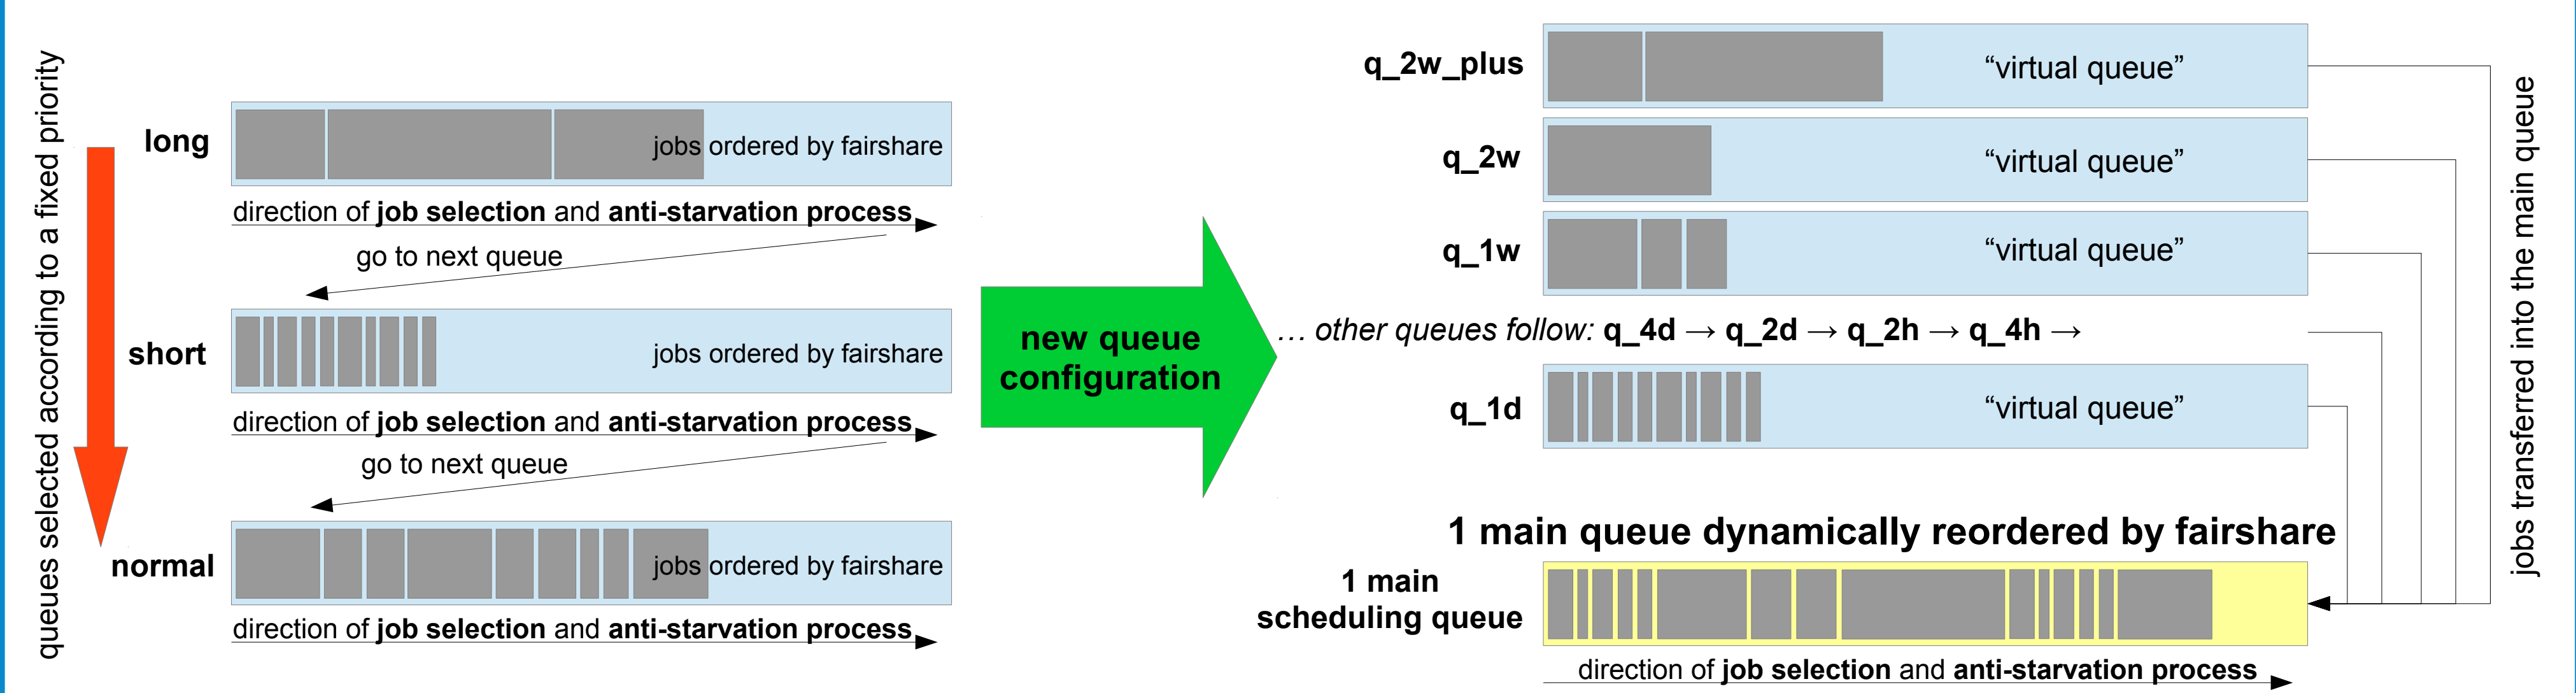 queues selected according to a fixed priority
long
jobs ordered by fairshare
direction of job selection and anti-starvation process
go to next queue
short
jobs ordered by fairshare
direction of job selection and anti-starvation process
go to next queue
normal
jobs ordered by fairshare
direction of job selection and anti-starvation process
new queue
configuration
q_2w_plus
“virtual queue”
q_2w
“virtual queue”
q_1w
“virtual queue”
… other queues follow: q_4d → q_2d → q_2h → q_4h →
q_1d
“virtual queue”
jobs transferred into the main queue
1 main queue dynamically reordered by fairshare
1 main
scheduling queue
direction of job selection and anti-starvation process